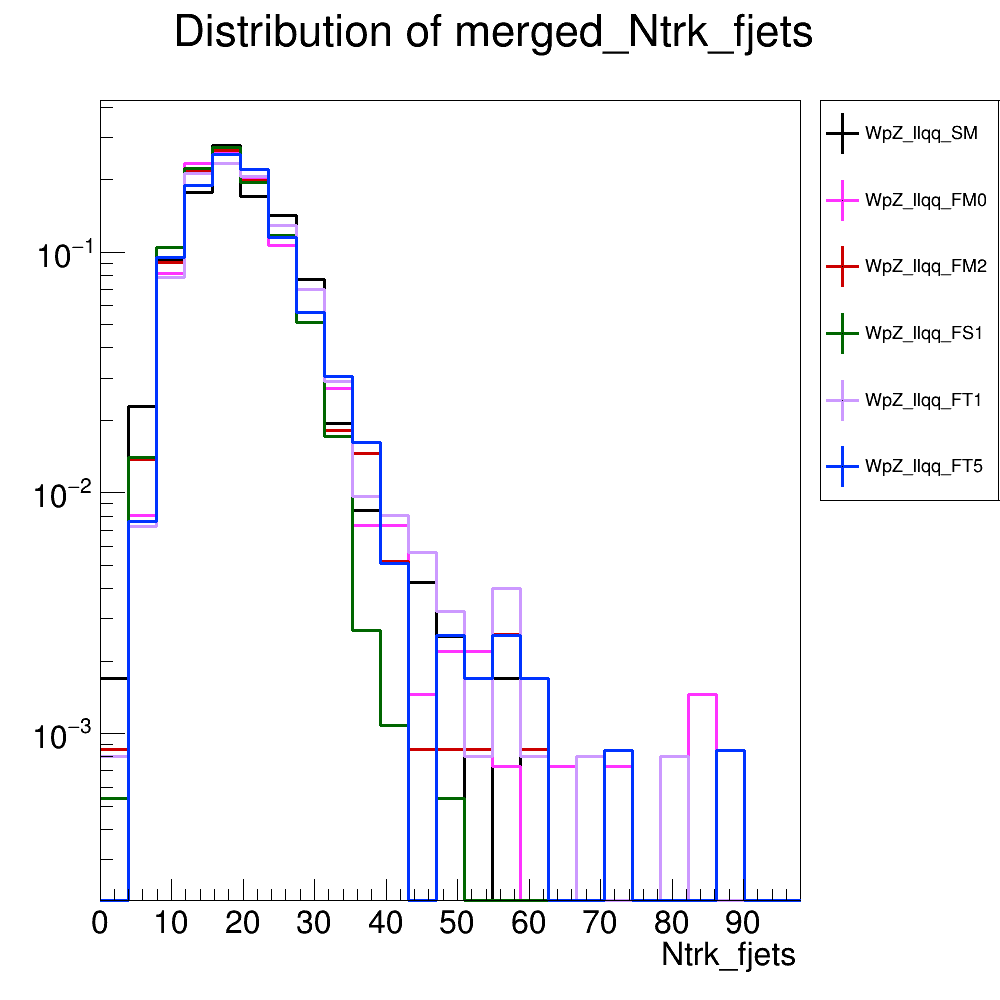 Distribution of merged_Ntrk_fjets
WpZ_llqq_SM
WpZ_llqq_FM0
WpZ_llqq_FM2
WpZ_llqq_FS1
WpZ_llqq_FT1
WpZ_llqq_FT5
10−1
10−2
10−3
0 10 20 30 40 50 60 70 80 90
Ntrk_fjets